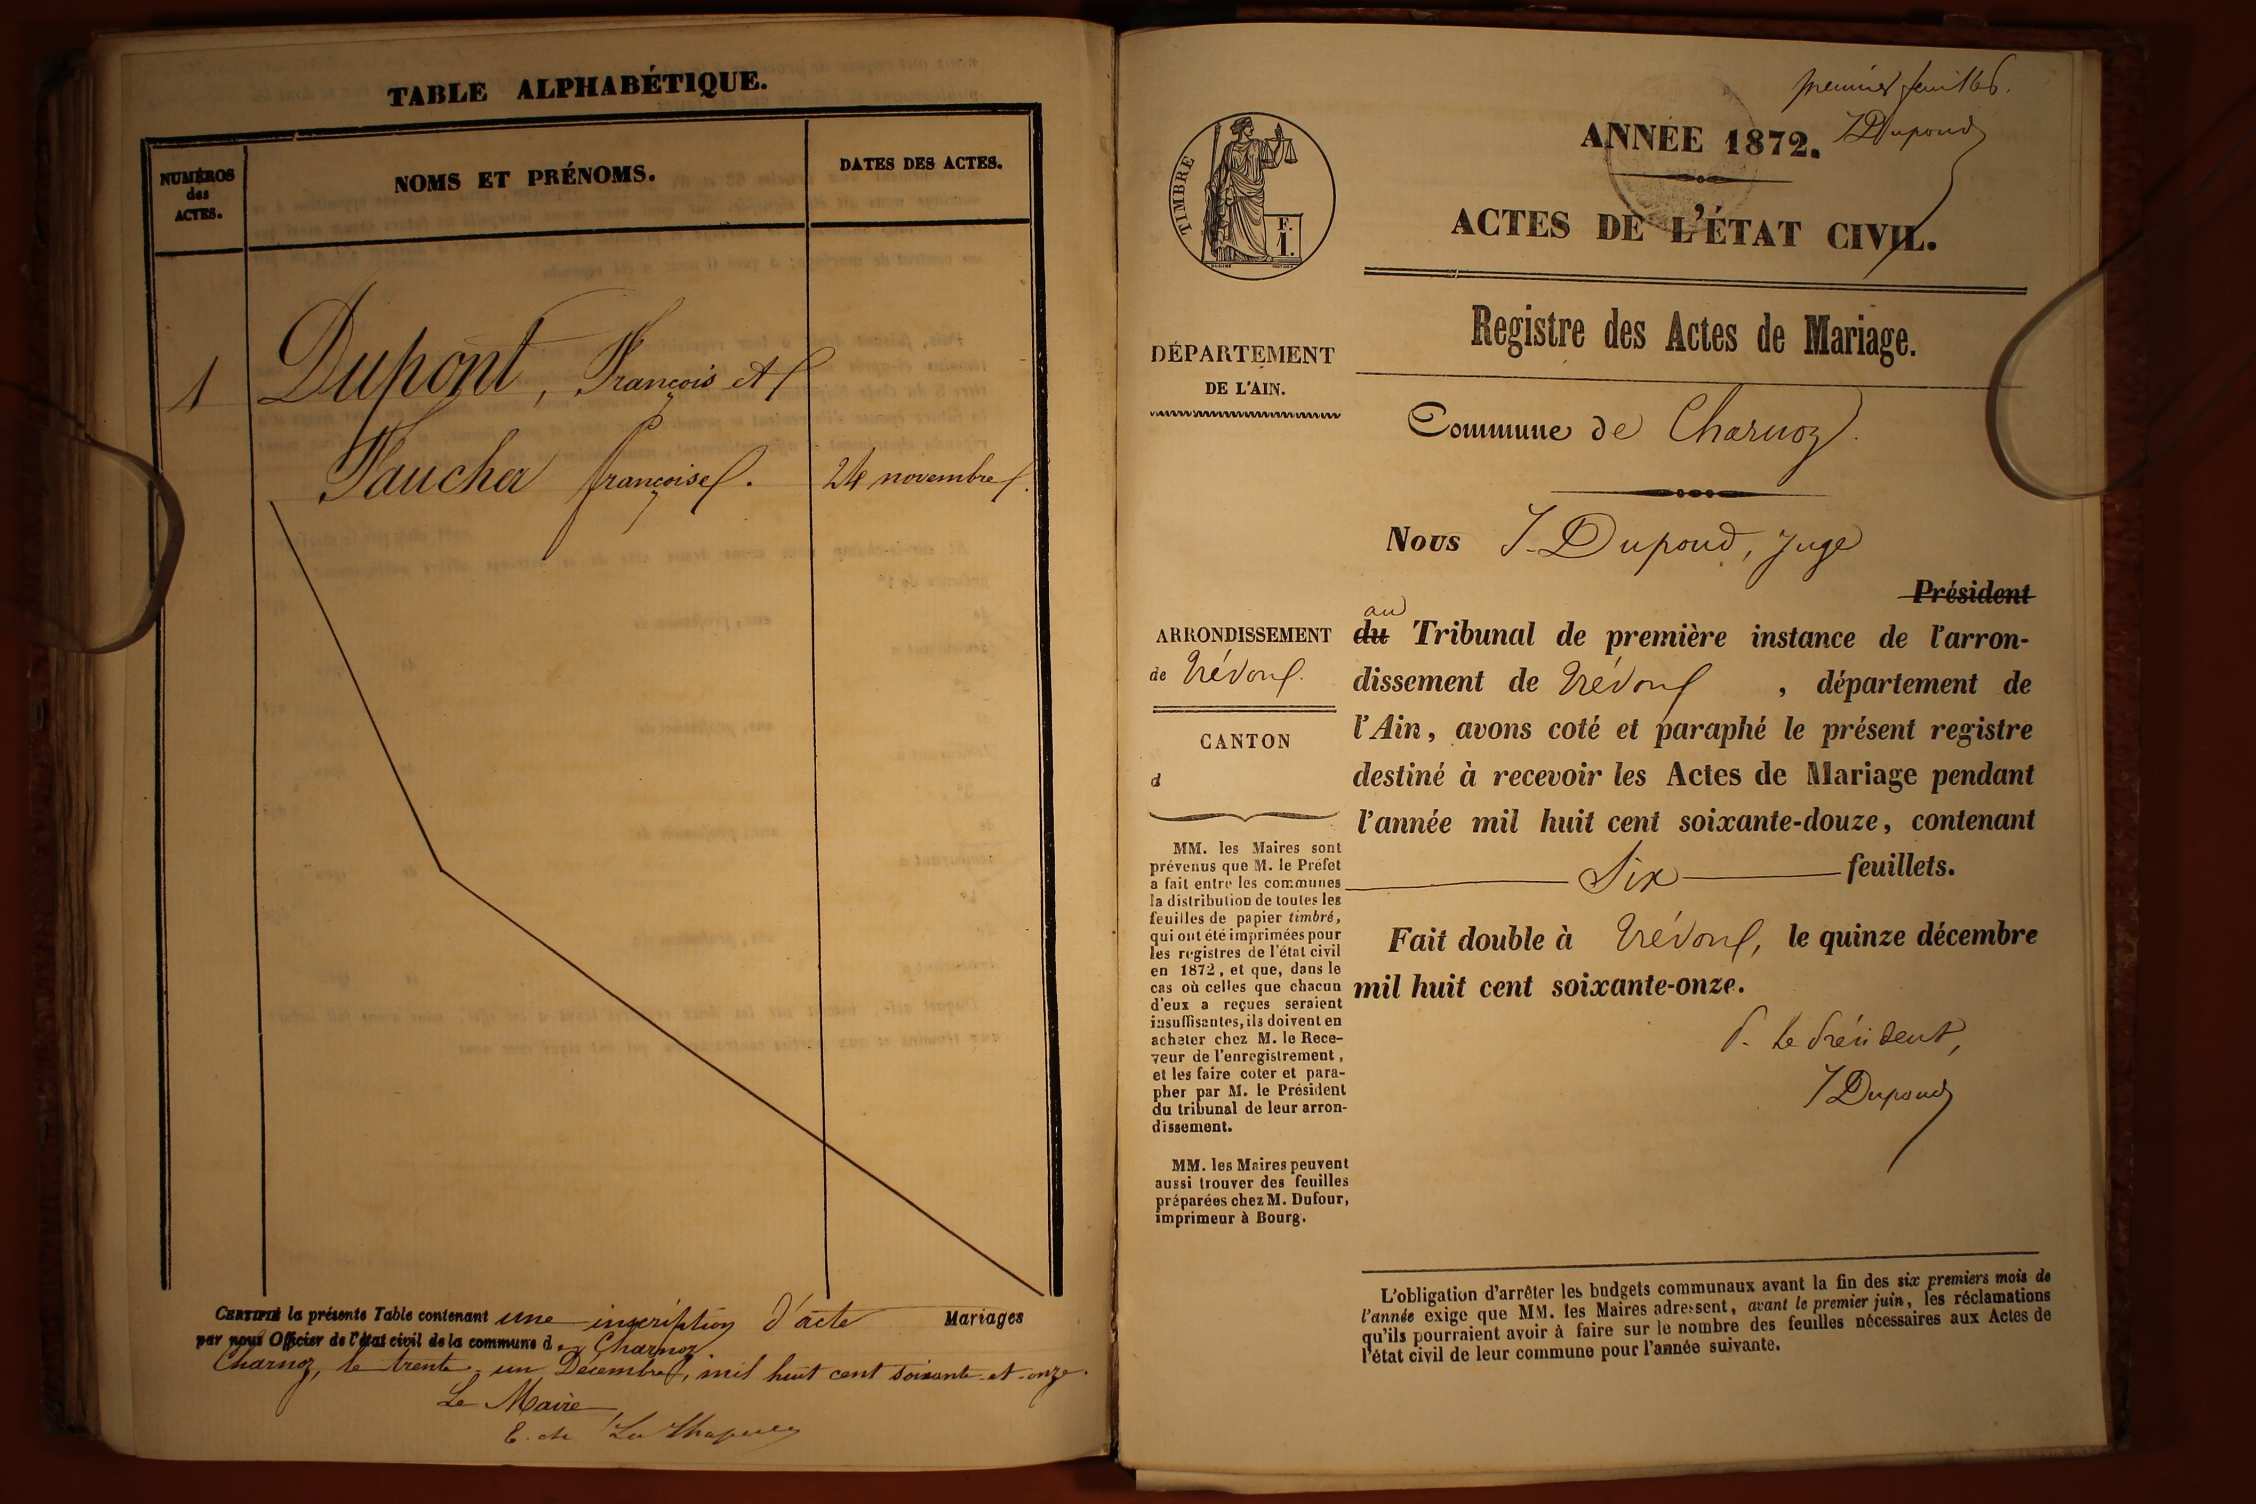 TABLE ALPHABÉTIQUE.
NUMÉROS
des
ACTES.
NOMS ET PRÉNOMS.
DATES DES ACTES.
1 Dupont, François et
Faucher françoise. 24 novembre.
CERTIFIÉ la présente Table contenant une inscription d'acte Mariages
par nous Officier de l'état civil de la commune d. Charnoz
Charnoz, le trente-un Décembre, mil huit cent soixante-et-onze.
Le Maire
E. de La
premier feuillet.
J Dupond
TIMBRE
F.
1.
ANNÉE 1872.
ACTES DE L'ÉTAT CIVIL.
Registre des Actes de Mariage.
DÉPARTEMENT
DE L'AIN.
Commune de Charnoz.
Nous J. Dupond, juge
Président
au
ARRONDISSEMENT
de Trévoux.
CANTON
d
du Tribunal de première instance de l'arron-
dissement de Trévoux, département de
l'Ain, avons coté et paraphé le présent registre
destiné à recevoir les Actes de Mariage pendant
l'année mil huit cent soixante-douze, contenant
Six feuillets.
Fait double à Trévoux, le quinze décembre
mil huit cent soixante-onze.
P. Le Président,
J Dupond
MM. les Maires sont
prévenus que M. le Préfet
a fait entre les communes
la distribution de toutes les
feuilles de papier timbré,
qui ont été imprimées pour
les registres de l'état civil
en 1872, et que, dans le
cas où celles que chacun
d'eux a reçues seraient
insuffisantes, ils doivent en
acheter chez M. le Rece-
veur de l'enregistrement,
et les faire coter et para-
pher par M. le Président
du tribunal de leur arron-
dissement.
MM. les Maires peuvent
aussi trouver des feuilles
préparées chez M. Dufour,
imprimeur à Bourg.
L'obligation d'arrêter les budgets communaux avant la fin des six premiers mois de
l'année exige que MM. les Maires adressent, avant le premier juin, les réclamations
qu'ils pourraient avoir à faire sur le nombre des feuilles nécessaires aux Actes de
l'état civil de leur commune pour l'année suivante.